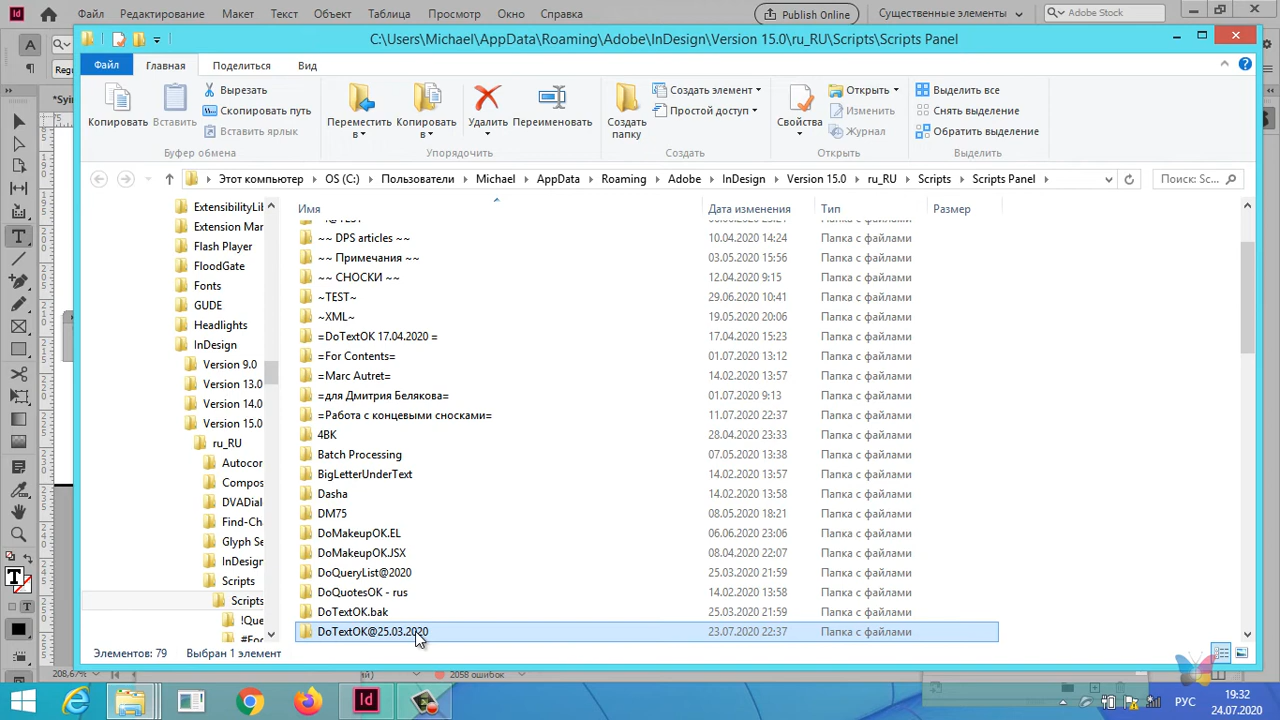 Id Файл Редактирование Макет Текст Объект Таблица Просмотр Окно Справка Publish Online Существенные элементы Adobe Stock
C:\Users\Michael\AppData\Roaming\Adobe\InDesign\Version 15.0\ru_RU\Scripts\Scripts Panel
Файл Главная Поделиться Вид
Копировать
Вставить
Вырезать
Скопировать путь
Вставить ярлык
Буфер обмена
Переместить в
Копировать в
Удалить
Переименовать
Упорядочить
Создать папку
Создать элемент
Простой доступ
Создать
Свойства
Открыть
Изменить
Журнал
Открыть
Выделить все
Снять выделение
Обратить выделение
Выделить
Этот компьютер OS (C:) Пользователи Michael AppData Roaming Adobe InDesign Version 15.0 ru_RU Scripts Scripts Panel Поиск: Sc...
ExtensibilityLib
Extension Mar
Flash Player
FloodGate
Fonts
GUDE
Headlights
InDesign
Version 9.0
Version 13.0
Version 14.0
Version 15.0
ru_RU
Autocor
Compos
DVADial
Find-Cha
Glyph Se
InDesign
Scripts
Scripts
!Que
Имя Дата изменения Тип Размер
~~ DPS articles ~~ 10.04.2020 14:24 Папка с файлами
~~ Примечания ~~ 03.05.2020 15:56 Папка с файлами
~~ СНОСКИ ~~ 12.04.2020 9:15 Папка с файлами
~TEST~ 29.06.2020 10:41 Папка с файлами
~XML~ 19.05.2020 20:06 Папка с файлами
=DoTextOK 17.04.2020 = 17.04.2020 15:23 Папка с файлами
=For Contents= 01.07.2020 13:12 Папка с файлами
=Marc Autret= 14.02.2020 13:57 Папка с файлами
=для Дмитрия Белякова= 01.07.2020 9:13 Папка с файлами
=Работа с концевыми сносками= 11.07.2020 22:37 Папка с файлами
4BK 28.04.2020 23:33 Папка с файлами
Batch Processing 07.05.2020 13:38 Папка с файлами
BigLetterUnderText 14.02.2020 13:57 Папка с файлами
Dasha 14.02.2020 13:58 Папка с файлами
DM75 08.05.2020 18:21 Папка с файлами
DoMakeupOK.EL 06.06.2020 23:06 Папка с файлами
DoMakeupOK.JSX 08.04.2020 22:07 Папка с файлами
DoQueryList@2020 25.03.2020 21:59 Папка с файлами
DoQuotesOK - rus 14.02.2020 13:58 Папка с файлами
DoTextOK.bak 25.03.2020 21:59 Папка с файлами
DoTextOK@25.03.2020 23.07.2020 22:37 Папка с файлами
Элементов: 79 Выбран 1 элемент
208,67% 2058 ошибок
РУС
19:32
24.07.2020